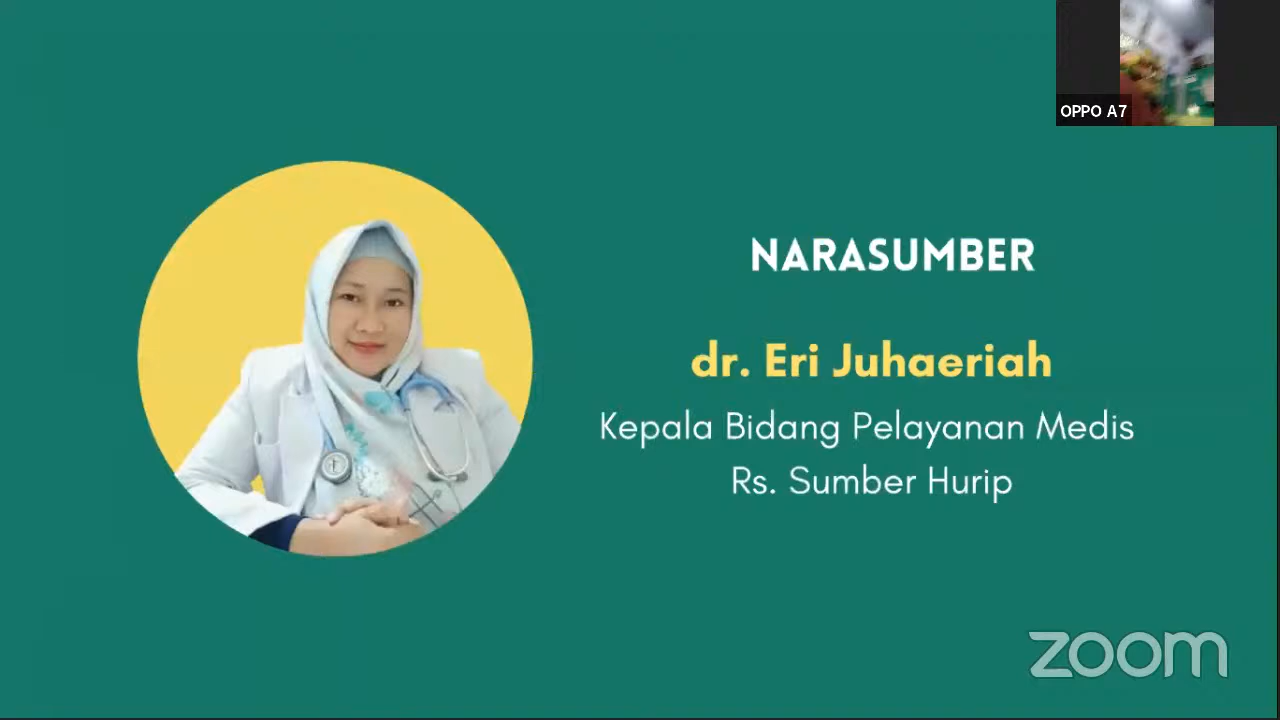 OPPO A7
NARASUMBER
dr. Eri Juhaeriah
Kepala Bidang Pelayanan Medis
Rs. Sumber Hurip
zoom